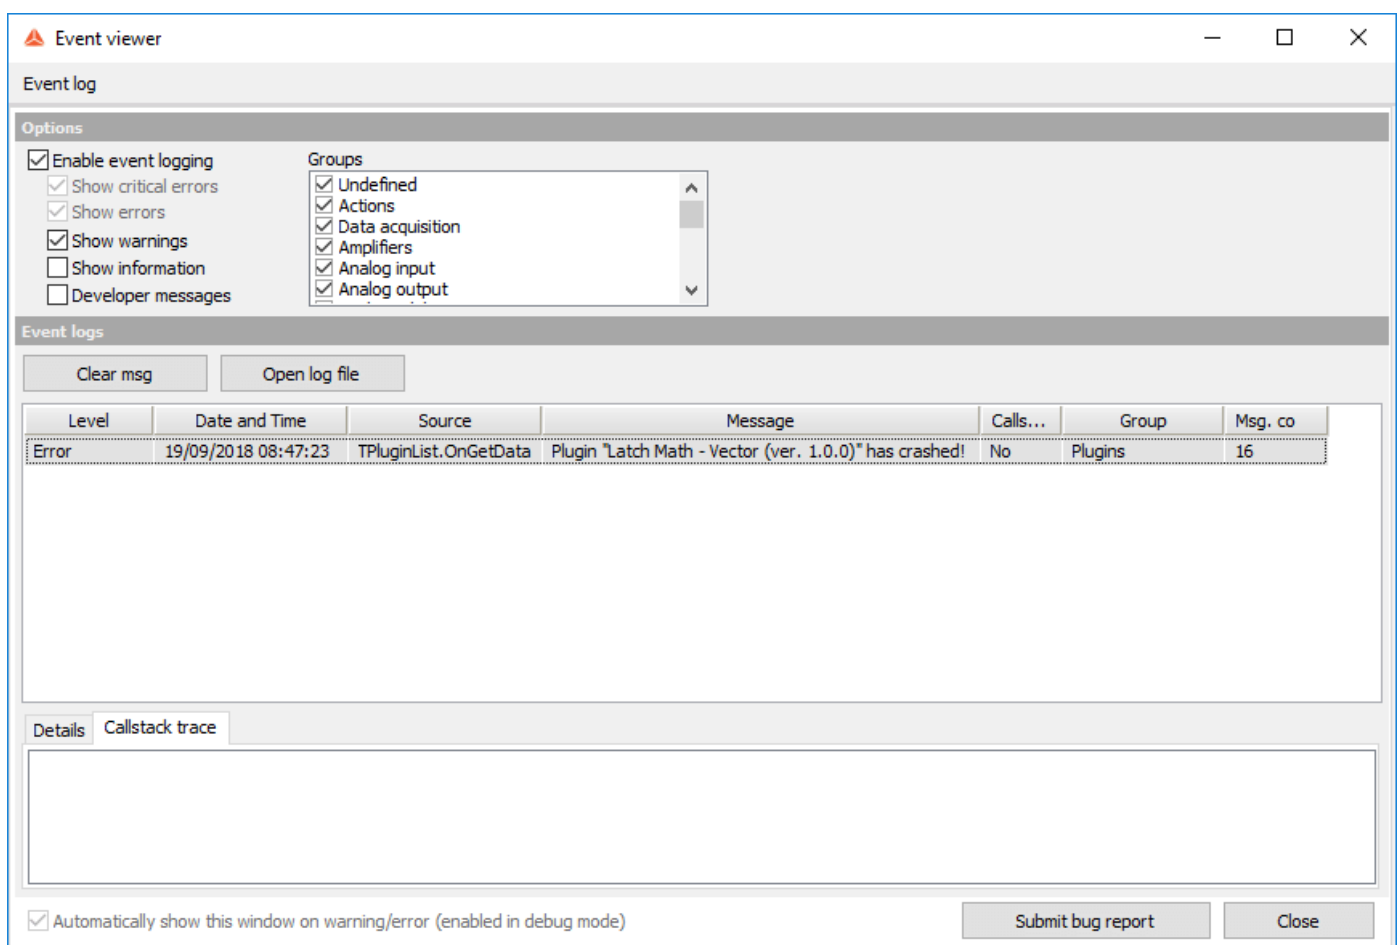 Event viewer
Event log
Options
Enable event logging
Show critical errors
Show errors
Show warnings
Show information
Developer messages
Groups
Undefined
Actions
Data acquisition
Amplifiers
Analog input
Analog output
Event logs
Clear msg Open log file
Level Date and Time Source Message Calls... Group Msg. co
Error 19/09/2018 08:47:23 TPluginList.OnGetData Plugin "Latch Math - Vector (ver. 1.0.0)" has crashed! No Plugins 16
Details Callstack trace
Automatically show this window on warning/error (enabled in debug mode) Submit bug report Close